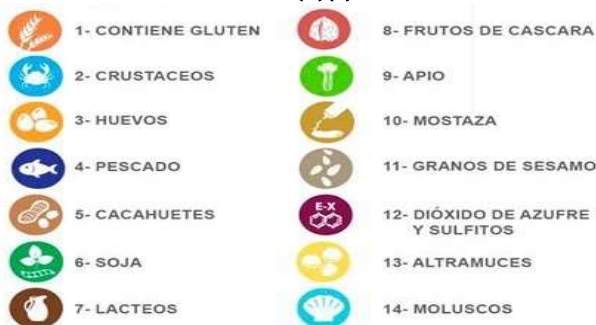 1- CONTIENE GLUTEN
2- CRUSTACEOS
3- HUEVOS
4- PESCADO
5- CACAHUETES
6- SOJA
7- LACTEOS
8- FRUTOS DE CASCARA
9- APIO
10- MOSTAZA
11- GRANOS DE SESAMO
E-X
12- DIÓXIDO DE AZUFRE
Y SULFITOS
13- ALTRAMUCES
14- MOLUSCOS